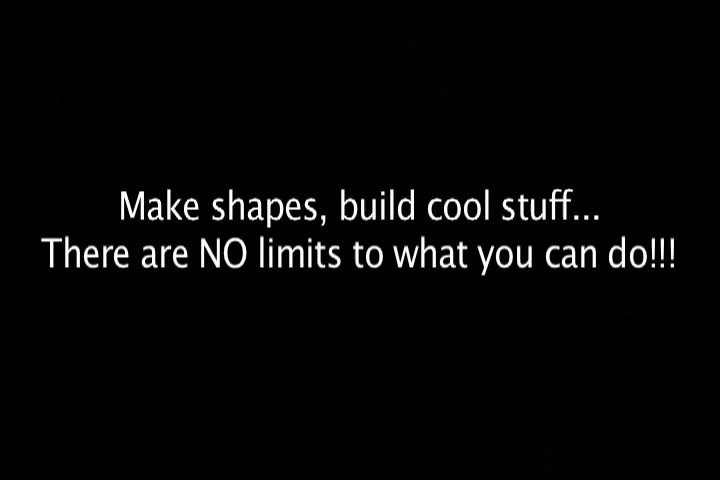 Make shapes, build cool stuff...
There are NO limits to what you can do!!!